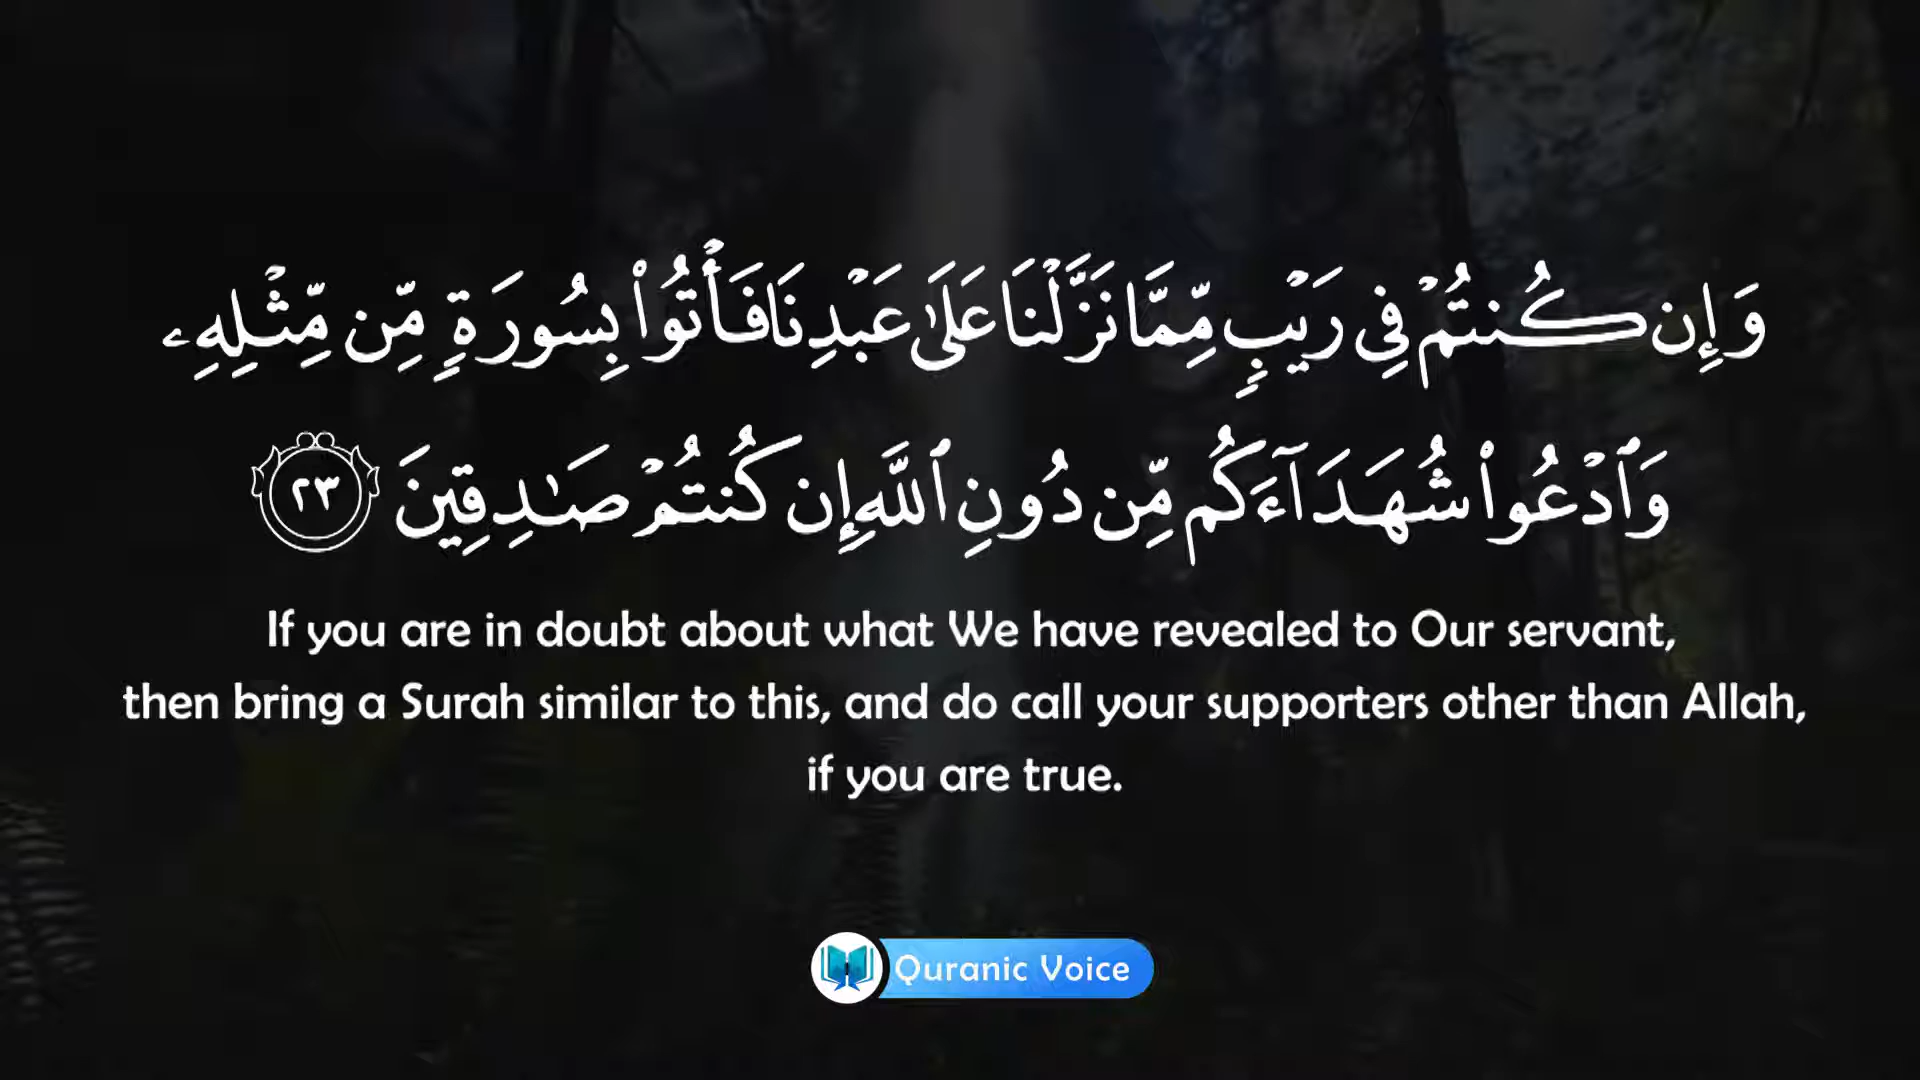 وَإِن كُنتُمْ فِي رَيْبٍ مِّمَّا نَزَّلْنَا عَلَىٰ عَبْدِنَا فَأْتُوا۟ بِسُورَةٍ مِّن مِّثْلِهِۦ
وَٱدْعُوا۟ شُهَدَآءَكُم مِّن دُونِ ٱللَّهِ إِن كُنتُمْ صَـٰدِقِينَ ٢٣
If you are in doubt about what We have revealed to Our servant,
then bring a Surah similar to this, and do call your supporters other than Allah,
if you are true.
Quranic Voice